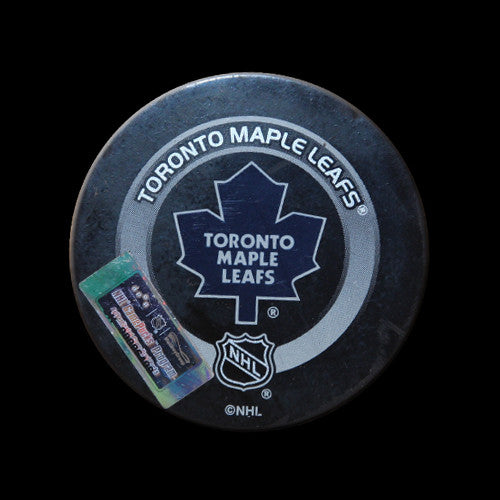 TORONTO MAPLE LEAFS®
TORONTO
MAPLE
LEAFS
®
NHL
®
©NHL